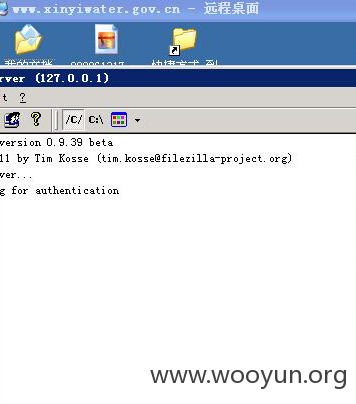 www.xinyiwater.gov.cn - 远程桌面
我的文档
快捷方式 到
rver (127.0.0.1)
t ?
/C/ C:\
version 0.9.39 beta
11 by Tim Kosse (tim.kosse@filezilla-project.org)
ver...
g for authentication
www.wooyun.org